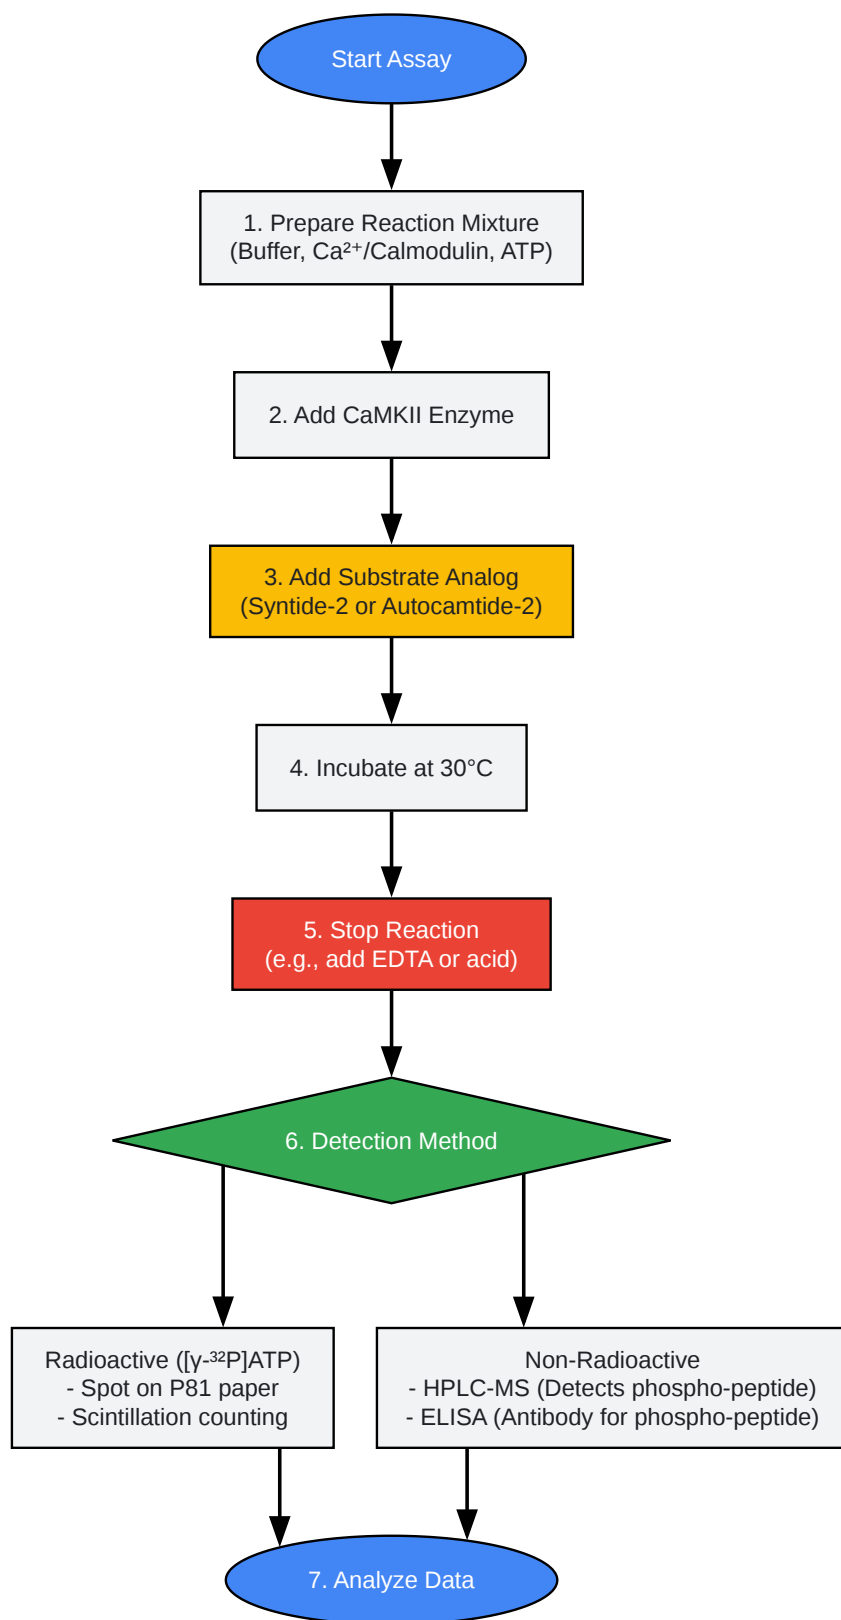 Start Assay
1. Prepare Reaction Mixture
(Buffer, Ca²⁺/Calmodulin, ATP)
2. Add CaMKII Enzyme
3. Add Substrate Analog
(Syntide-2 or Autocamtide-2)
4. Incubate at 30°C
5. Stop Reaction
(e.g., add EDTA or acid)
6. Detection Method
Radioactive ([γ-³²P]ATP)
- Spot on P81 paper
- Scintillation counting
Non-Radioactive
- HPLC-MS (Detects phospho-peptide)
- ELISA (Antibody for phospho-peptide)
7. Analyze Data